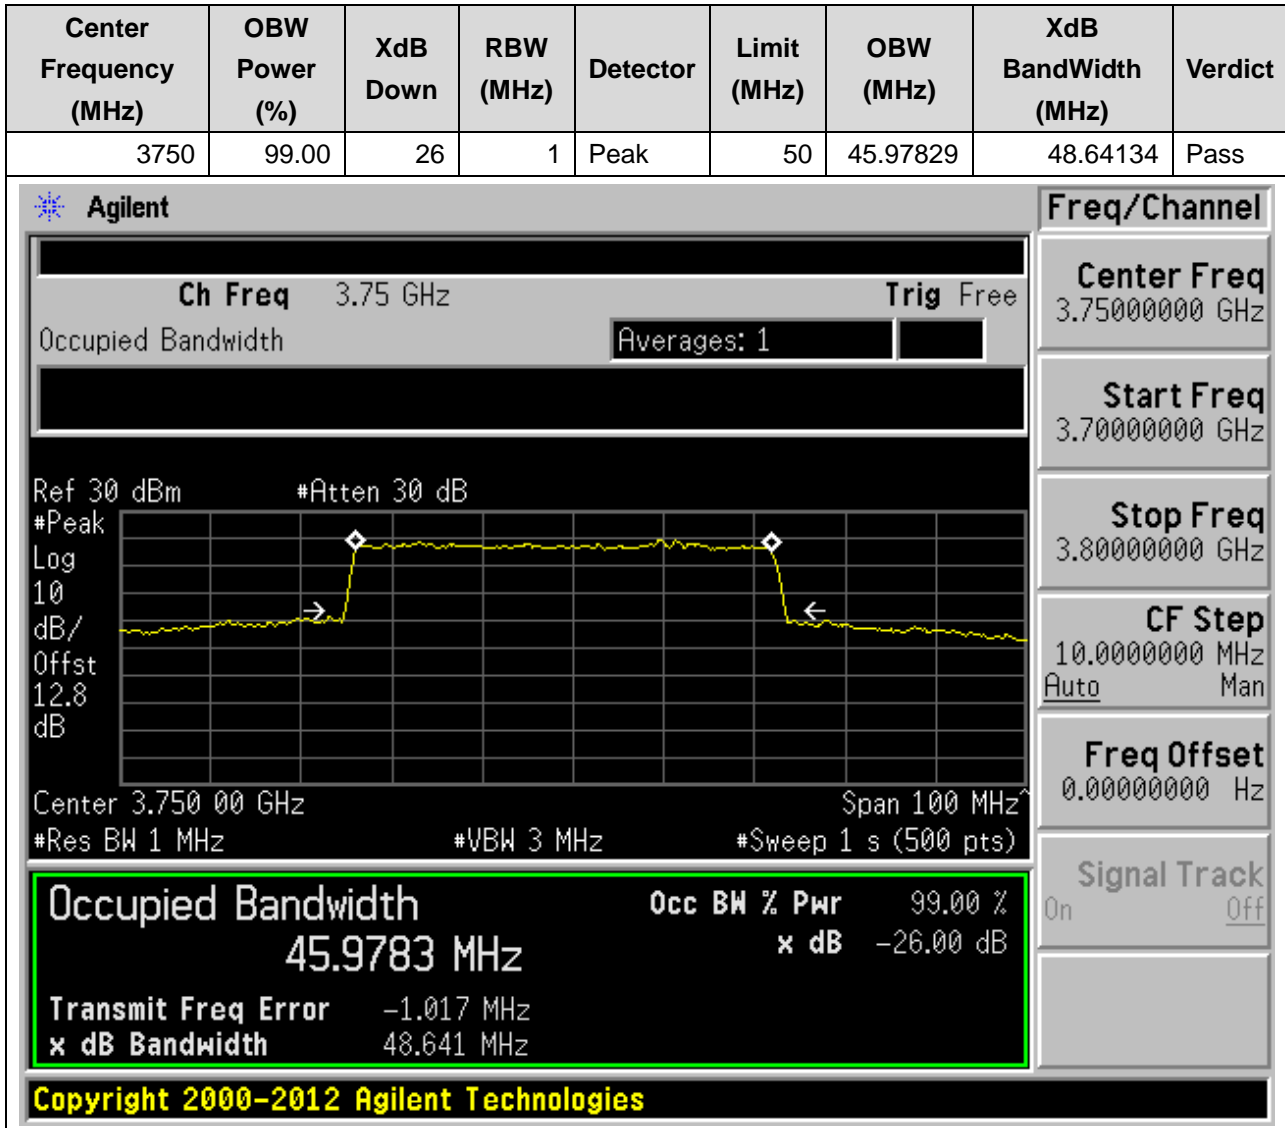 Center Frequency (MHz) OBW Power (%) XdB Down RBW (MHz) Detector Limit (MHz) OBW (MHz) XdB BandWidth (MHz) Verdict
3750 99.00 26 1 Peak 50 45.97829 48.64134 Pass
Agilent
Freq/Channel
Ch Freq 3.75 GHz Trig Free
Occupied Bandwidth Averages: 1
Center Freq
3.75000000 GHz
Start Freq
3.70000000 GHz
Stop Freq
3.80000000 GHz
CF Step
10.0000000 MHz
Auto Man
Freq Offset
0.00000000 Hz
Signal Track
On Off
Ref 30 dBm #Atten 30 dB
#Peak
Log
10
dB/
Offst
12.8
dB
Center 3.750 00 GHz Span 100 MHz^
#Res BW 1 MHz #VBW 3 MHz #Sweep 1 s (500 pts)
Occupied Bandwidth Occ BW % Pwr 99.00 %
45.9783 MHz x dB -26.00 dB
Transmit Freq Error -1.017 MHz
x dB Bandwidth 48.641 MHz
Copyright 2000-2012 Agilent Technologies